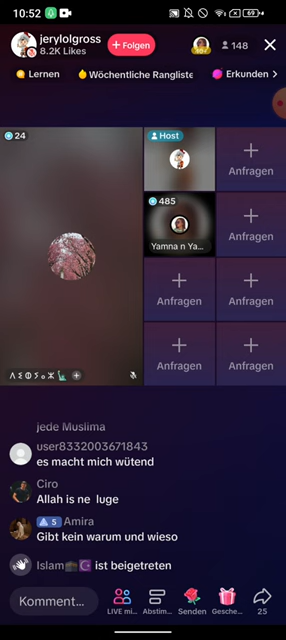 10:52
69
jerylolgross
8.2K Likes
+ Folgen
148
Lernen
Wöchentliche Rangliste
Erkunden >
24
Host
Anfragen
485
Yamna n Ya...
Anfragen
Anfragen
Anfragen
Anfragen
Anfragen
ⵍⵉⵀⵢⴰⵣ
jede Muslima
user8332003671843
es macht mich wütend
Ciro
Allah is ne luge
5 Amira
Gibt kein warum und wieso
Islam🕋☪️ ist beigetreten
Komment...
LIVE mi...
Abstim...
Senden
Gesche...
25